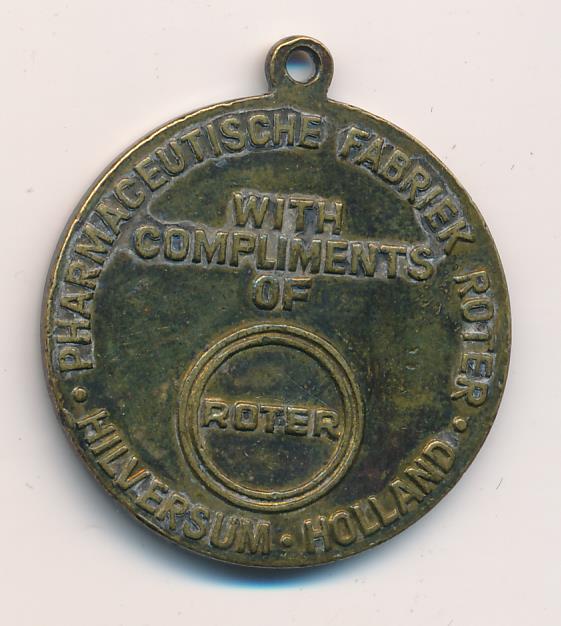 PHARMACEUTISCHE FABRIEK ROTER
WITH
COMPLIMENTS
OF
ROTER
· HILVERSUM · HOLLAND ·